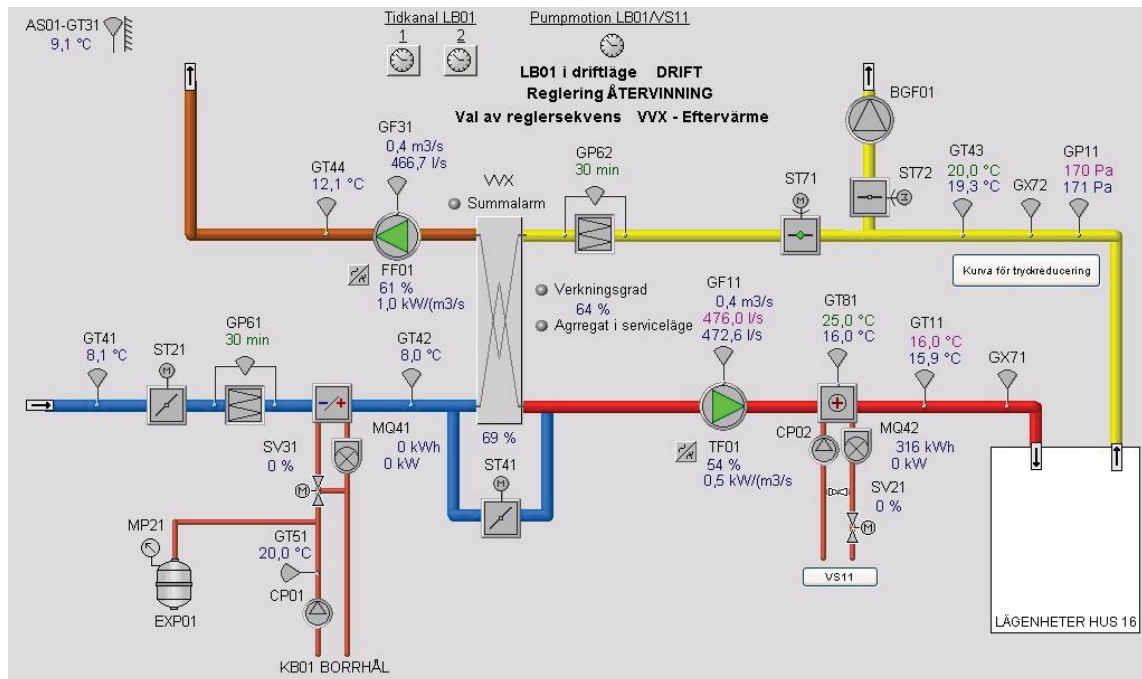 AS01-GT31
9,1 °C
Tidkanal LB01
1
2
Pumpmotion LB01/VS11
LB01 i driftläge DRIFT
Reglering ÅTERVINNING
Val av reglersekvens VVX - Eftervärme
BGF01
GF31
0,4 m3/s
466,7 l/s
GT44
12,1 °C
VVX
Summalarm
GP62
30 min
ST71
M
ST72
M
GT43
20,0 °C
19,3 °C
GX72
GP11
170 Pa
171 Pa
Kurva för tryckreducering
FF01
61 %
1,0 kW/(m3/s
Verkningsgrad
64 %
Agrregat i serviceläge
GF11
0,4 m3/s
476,0 l/s
472,6 l/s
GT81
25,0 °C
16,0 °C
GT11
16,0 °C
15,9 °C
GX71
GT41
8,1 °C
ST21
M
GP61
30 min
GT42
8,0 °C
-/+
SV31
0 %
M
MQ41
0 kWh
0 kW
69 %
ST41
M
TF01
54 %
0,5 kW/(m3/s
CP02
MQ42
316 kWh
0 kW
SV21
0 %
M
VS11
MP21
EXP01
GT51
20,0 °C
CP01
KB01 BORRHÅL
LÄGENHETER HUS 16